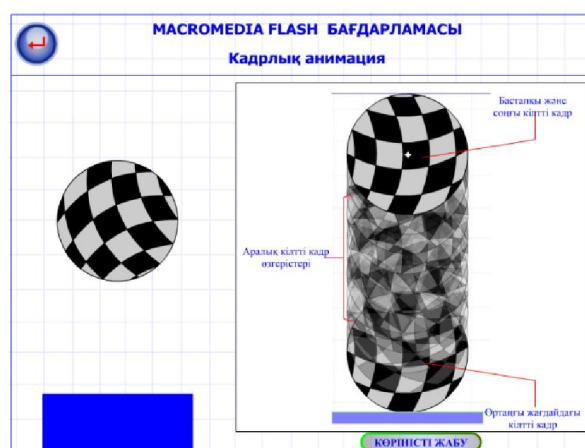 MACROMEDIA FLASH БАҒДАРЛАМАСЫ
Кадрлық анимация
Бастапқы және
соңғы кілтті кадр
Аралық кілтті кадр
өзгерістері
Ортаңғы жағдайдағы
кілтті кадр
КӨРІНІСТІ ЖАБУ